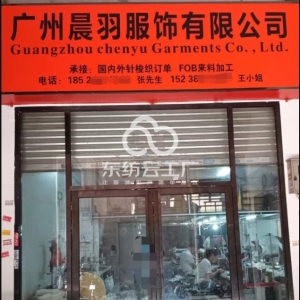 广州晨羽服饰有限公司
Guangzhou chenyu Garments Co., Ltd.
承接：国内外针梭织订单 FOB来料加工
电话：185 2 张先生 152 36 王小姐
东纺云工厂